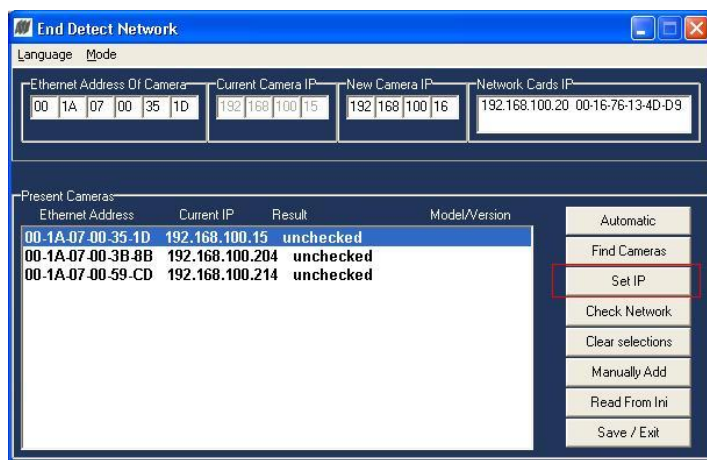 End Detect Network
Language Mode
Ethernet Address Of Camera Current Camera IP New Camera IP Network Cards IP
00 1A 07 00 35 1D 192 168 100 15 192 168 100 16 192.168.100.20 00-16-76-13-4D-D9
Present Cameras
Ethernet Address Current IP Result Model/Version
00-1A-07-00-35-1D 192.168.100.15 unchecked
00-1A-07-00-3B-8B 192.168.100.204 unchecked
00-1A-07-00-59-CD 192.168.100.214 unchecked
Automatic
Find Cameras
Set IP
Check Network
Clear selections
Manually Add
Read From Ini
Save / Exit